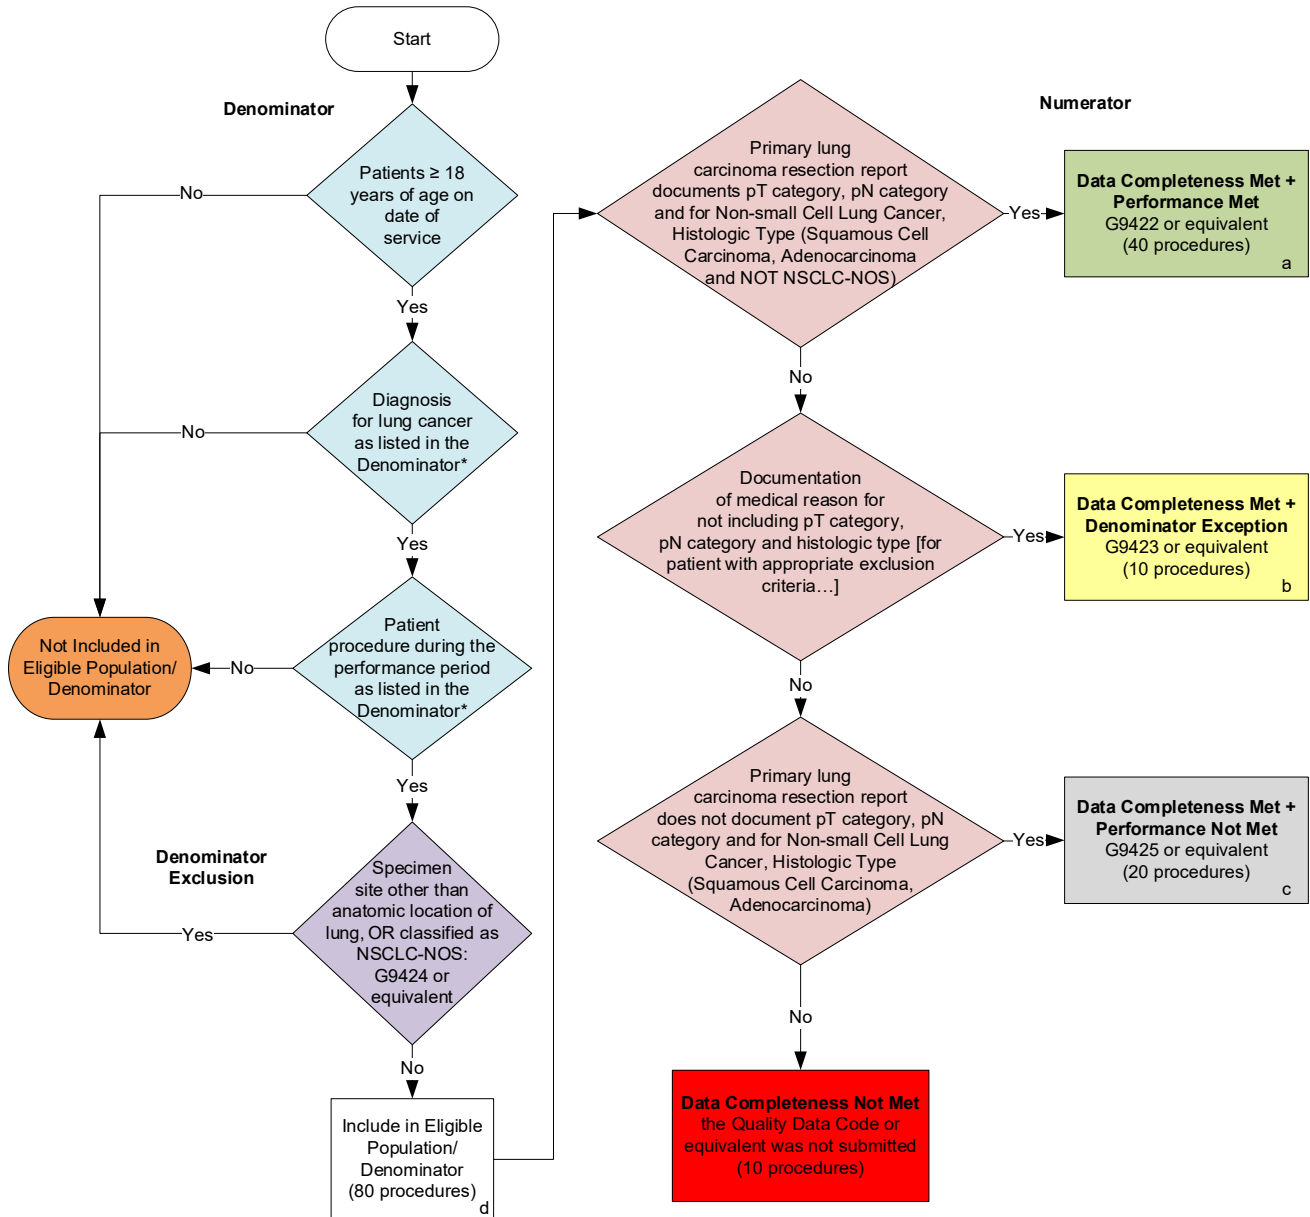 Start
Denominator
Patients ≥ 18
years of age on
date of
service
No
Yes
Diagnosis
for lung cancer
as listed in the
Denominator*
No
Yes
Patient
procedure during the
performance period
as listed in the
Denominator*
No
Not Included in
Eligible Population/
Denominator
Yes
Denominator
Exclusion
Specimen
site other than
anatomic location of
lung, OR classified as
NSCLC-NOS:
G9424 or
equivalent
Yes
No
Include in Eligible
Population/
Denominator
(80 procedures)
d
Numerator
Primary lung
carcinoma resection report
documents pT category, pN category
and for Non-small Cell Lung Cancer,
Histologic Type (Squamous Cell
Carcinoma, Adenocarcinoma
and NOT NSCLC-NOS)
Yes
Data Completeness Met +
Performance Met
G9422 or equivalent
(40 procedures)
a
No
Documentation
of medical reason for
not including pT category,
pN category and histologic type [for
patient with appropriate exclusion
criteria…]
Yes
Data Completeness Met +
Denominator Exception
G9423 or equivalent
(10 procedures)
b
No
Primary lung
carcinoma resection report
does not document pT category, pN
category and for Non-small Cell Lung
Cancer, Histologic Type
(Squamous Cell Carcinoma,
Adenocarcinoma)
Yes
Data Completeness Met +
Performance Not Met
G9425 or equivalent
(20 procedures)
c
No
Data Completeness Not Met
the Quality Data Code or
equivalent was not submitted
(10 procedures)